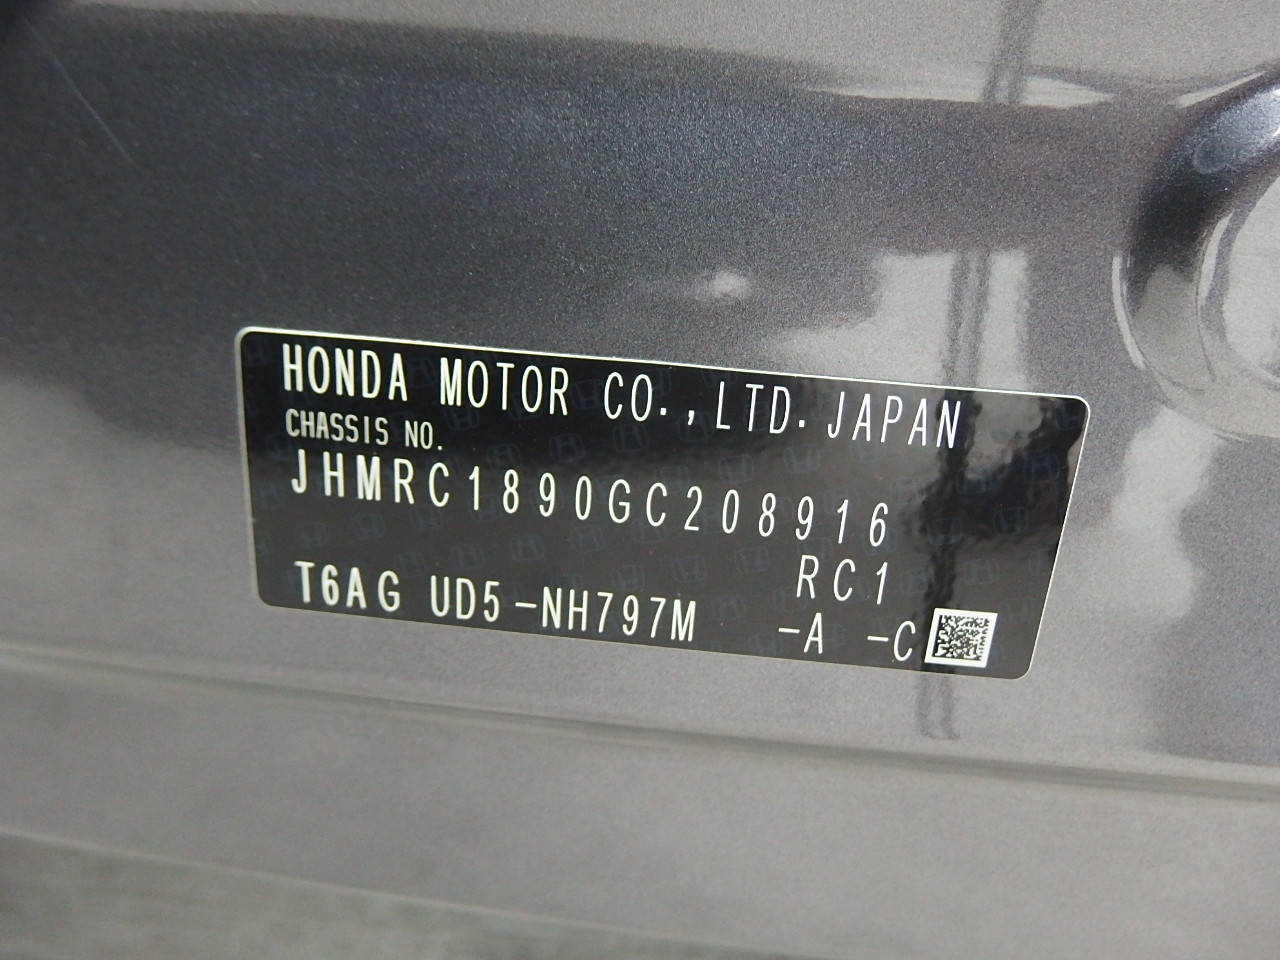 HONDA MOTOR CO.,LTD.JAPAN
CHASSIS NO.
JHMRC1890GC208916
RC1
T6AG UD5-NH797M -A -C